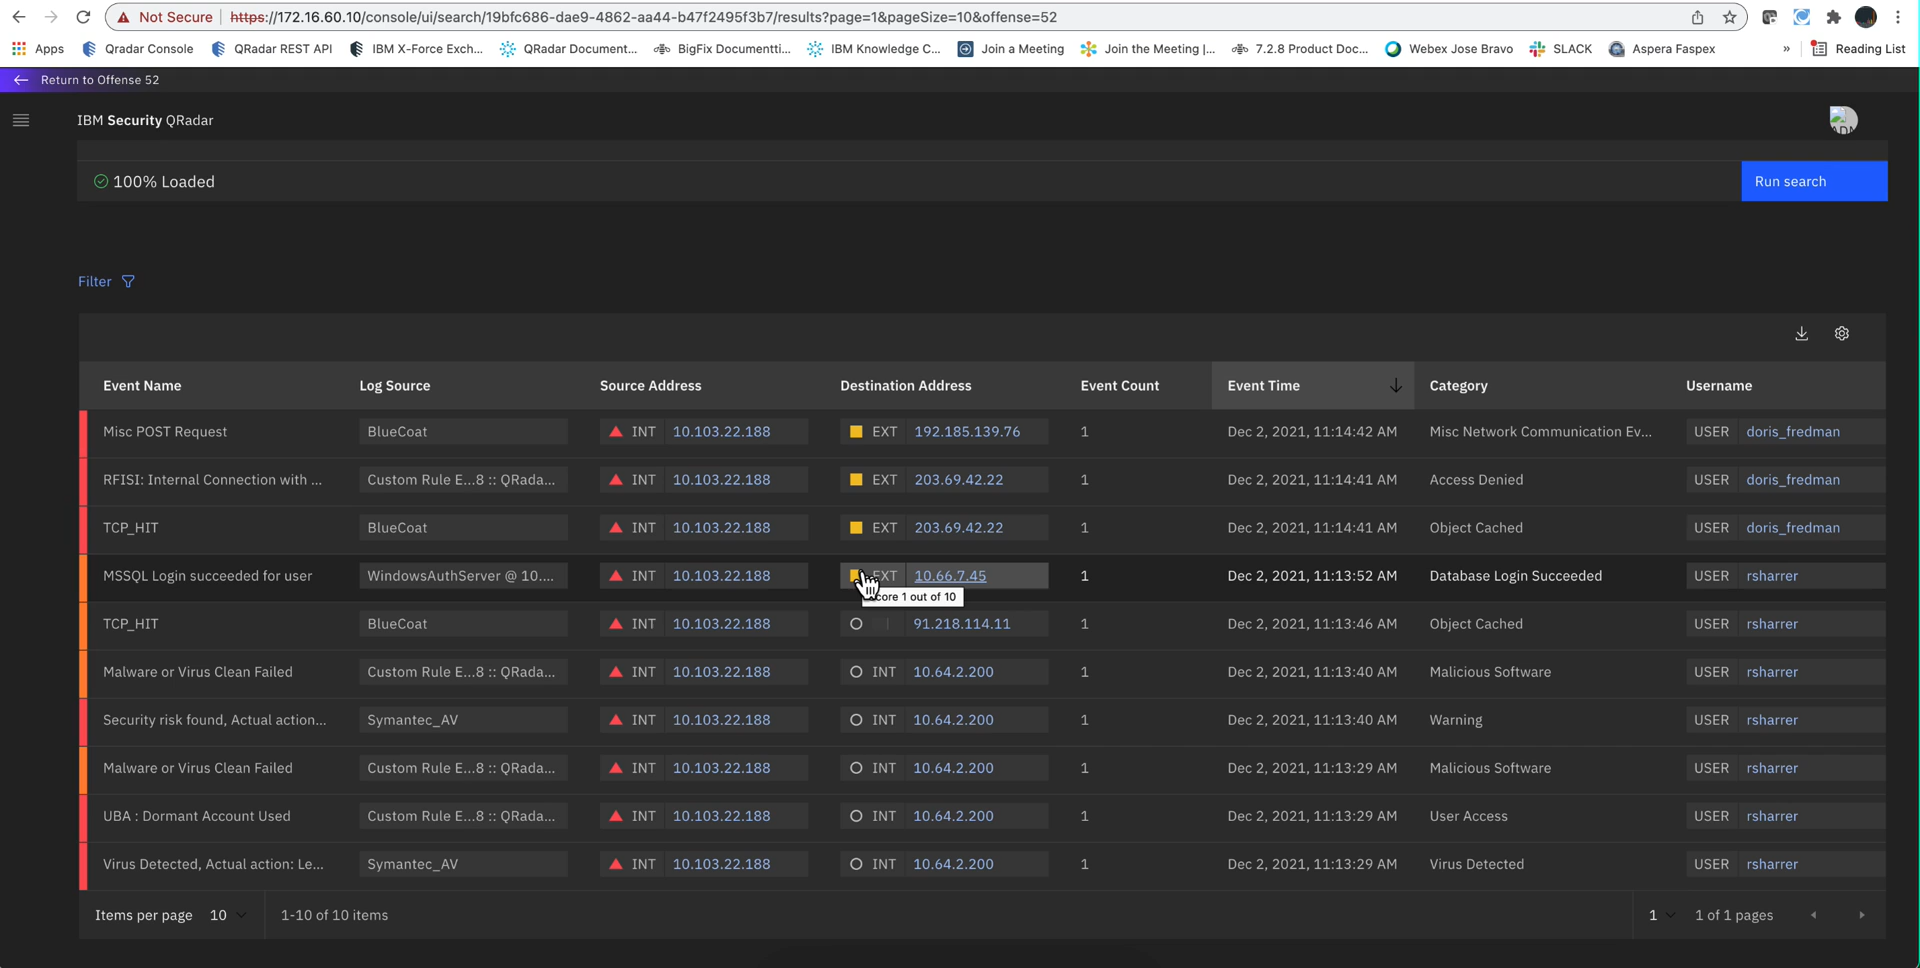 Not Secure https://172.16.60.10/console/ui/search/19bfc686-dae9-4862-aa44-b47f2495f3b7/results?page=1&pageSize=10&offense=52
Apps Qradar Console QRadar REST API IBM X-Force Exch... QRadar Document... BigFix Documentti... IBM Knowledge C... Join a Meeting Join the Meeting |... 7.2.8 Product Doc... Webex Jose Bravo SLACK Aspera Faspex » Reading List
Return to Offense 52
IBM Security QRadar
100% Loaded Run search
Filter
Event Name Log Source Source Address Destination Address Event Count Event Time Category Username
Misc POST Request BlueCoat INT 10.103.22.188 EXT 192.185.139.76 1 Dec 2, 2021, 11:14:42 AM Misc Network Communication Ev... USER doris_fredman
RFISI: Internal Connection with ... Custom Rule E...8 :: QRada... INT 10.103.22.188 EXT 203.69.42.22 1 Dec 2, 2021, 11:14:41 AM Access Denied USER doris_fredman
TCP_HIT BlueCoat INT 10.103.22.188 EXT 203.69.42.22 1 Dec 2, 2021, 11:14:41 AM Object Cached USER doris_fredman
MSSQL Login succeeded for user WindowsAuthServer @ 10.... INT 10.103.22.188 EXT 10.66.7.45 1 Dec 2, 2021, 11:13:52 AM Database Login Succeeded USER rsharrer
core 1 out of 10
TCP_HIT BlueCoat INT 10.103.22.188 91.218.114.11 1 Dec 2, 2021, 11:13:46 AM Object Cached USER rsharrer
Malware or Virus Clean Failed Custom Rule E...8 :: QRada... INT 10.103.22.188 INT 10.64.2.200 1 Dec 2, 2021, 11:13:40 AM Malicious Software USER rsharrer
Security risk found, Actual action... Symantec_AV INT 10.103.22.188 INT 10.64.2.200 1 Dec 2, 2021, 11:13:40 AM Warning USER rsharrer
Malware or Virus Clean Failed Custom Rule E...8 :: QRada... INT 10.103.22.188 INT 10.64.2.200 1 Dec 2, 2021, 11:13:29 AM Malicious Software USER rsharrer
UBA : Dormant Account Used Custom Rule E...8 :: QRada... INT 10.103.22.188 INT 10.64.2.200 1 Dec 2, 2021, 11:13:29 AM User Access USER rsharrer
Virus Detected, Actual action: Le... Symantec_AV INT 10.103.22.188 INT 10.64.2.200 1 Dec 2, 2021, 11:13:29 AM Virus Detected USER rsharrer
Items per page 10 1-10 of 10 items 1 1 of 1 pages